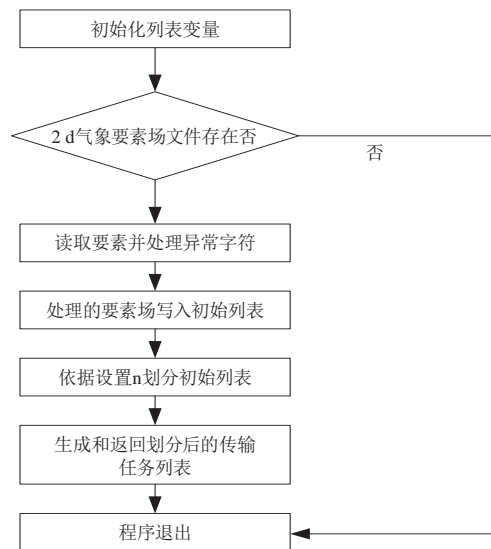 初始化列表变量
2 d气象要素场文件存在否
否
读取要素并处理异常字符
处理的要素场写入初始列表
依据设置n划分初始列表
生成和返回划分后的传输
任务列表
程序退出